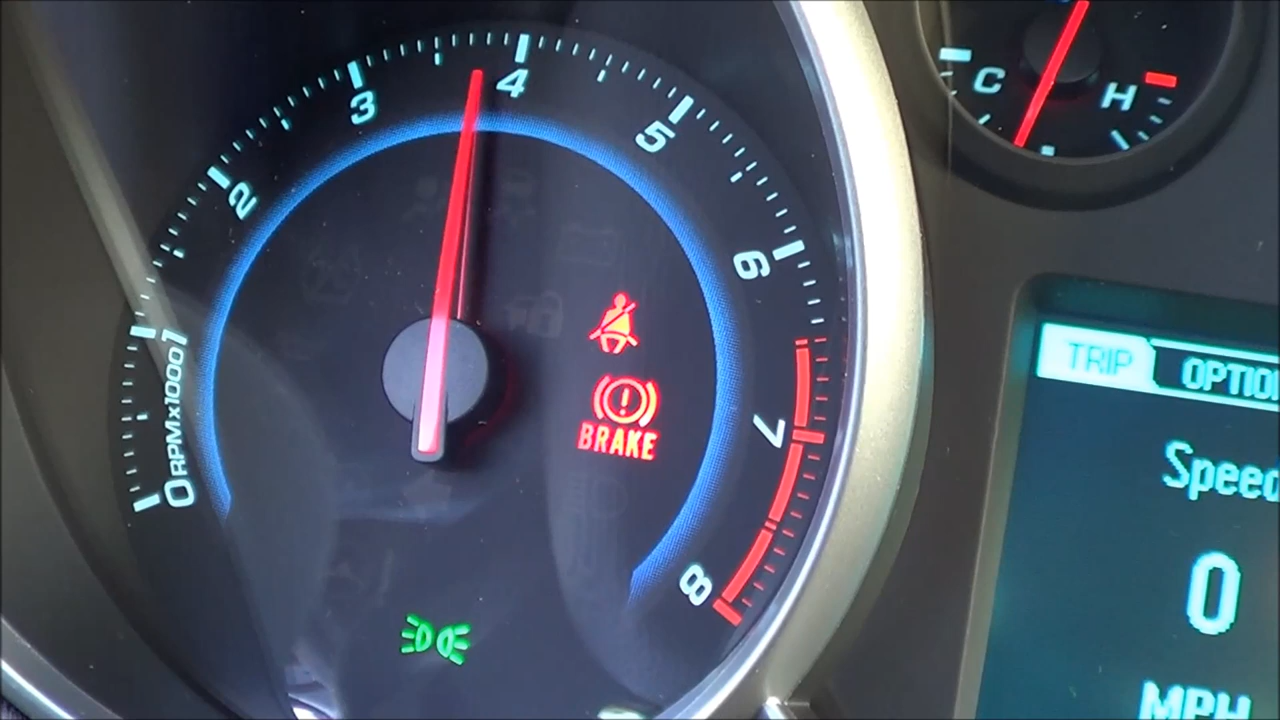 0 RPMx1000 1
2
3
4
5
6
7
8
BRAKE
C H
TRIP OPTIO
Speed
0
MPH